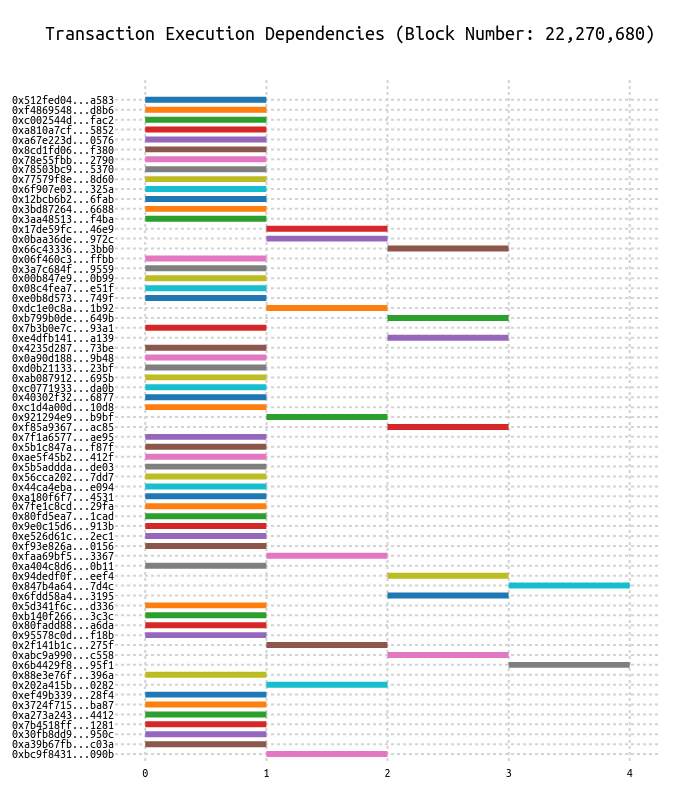 Transaction Execution Dependencies (Block Number: 22,270,680)
0x512fed04...a583
0xf4869548...d8b6
0xc002544d...fac2
0xa810a7cf...5852
0xa67e223d...0576
0x8cd1fd06...f380
0x78e55fbb...2790
0x78503bc9...5370
0x77579f8e...8d60
0x6f907e03...325a
0x12bcb6b2...6fab
0x3bd87264...6688
0x3aa48513...f4ba
0x17de59fc...46e9
0x0baa36de...972c
0x66c43336...3bb0
0x06f460c3...ffbb
0x3a7c684f...9559
0x00b847e9...0b99
0x08c4fea7...e51f
0xe0b8d573...749f
0xdc1e0c8a...1b92
0xb799b0de...649b
0x7b3b0e7c...93a1
0xe4dfb141...a139
0x4235d287...73be
0x0a90d188...9b48
0xd0b21133...23bf
0xab087912...695b
0xc0771933...da0b
0x40302f32...6877
0xc1d4a00d...10d8
0x921294e9...b9bf
0xf85a9367...ac85
0x7f1a6577...ae95
0x5b1c847a...f87f
0xae5f45b2...412f
0x5b5addda...de03
0x56cca202...7dd7
0x44ca4eba...e094
0xa180f6f7...4531
0x7fe1c8cd...29fa
0x80fd5ea7...1cad
0x9e0c15d6...913b
0xe526d61c...2ec1
0xf93e826a...0156
0xfaa69bf5...3367
0xa404c8d6...0b11
0x94dedf0f...eef4
0x847b4a64...7d4c
0x6fdd58a4...3195
0x5d341f6c...d336
0xb140f266...3c3c
0x80fadd88...a6da
0x95578c0d...f18b
0x2f141b1c...275f
0xabc9a990...c558
0x6b4429f8...95f1
0x88e3e76f...396a
0x202a415b...0282
0xef49b339...28f4
0x3724f715...ba87
0xa273a243...4412
0x7b4518ff...1281
0x30fb8dd9...950c
0xa39b67fb...c03a
0xbc9f8431...090b
0 1 2 3 4